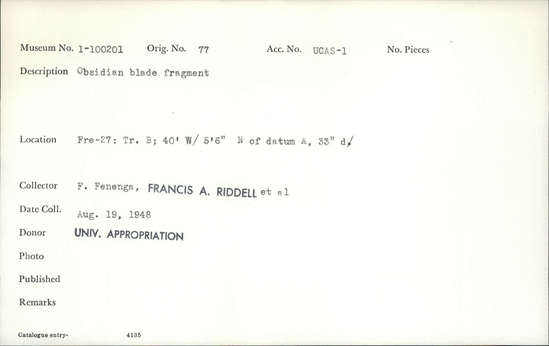 Museum No. 1-100201 Orig. No. 77 Acc. No. UCAS-1 No. Pieces
Description Obsidian blade fragment
Location Fre-27: Tr. B; 40' W/ 5'6" N of datum A, 33" d/
Collector F. Fenenga, FRANCIS A. RIDDELL et al
Date Coll. Aug. 19, 1948
Donor UNIV. APPROPRIATION
Photo
Published
Remarks
Catalogue entry- 4135